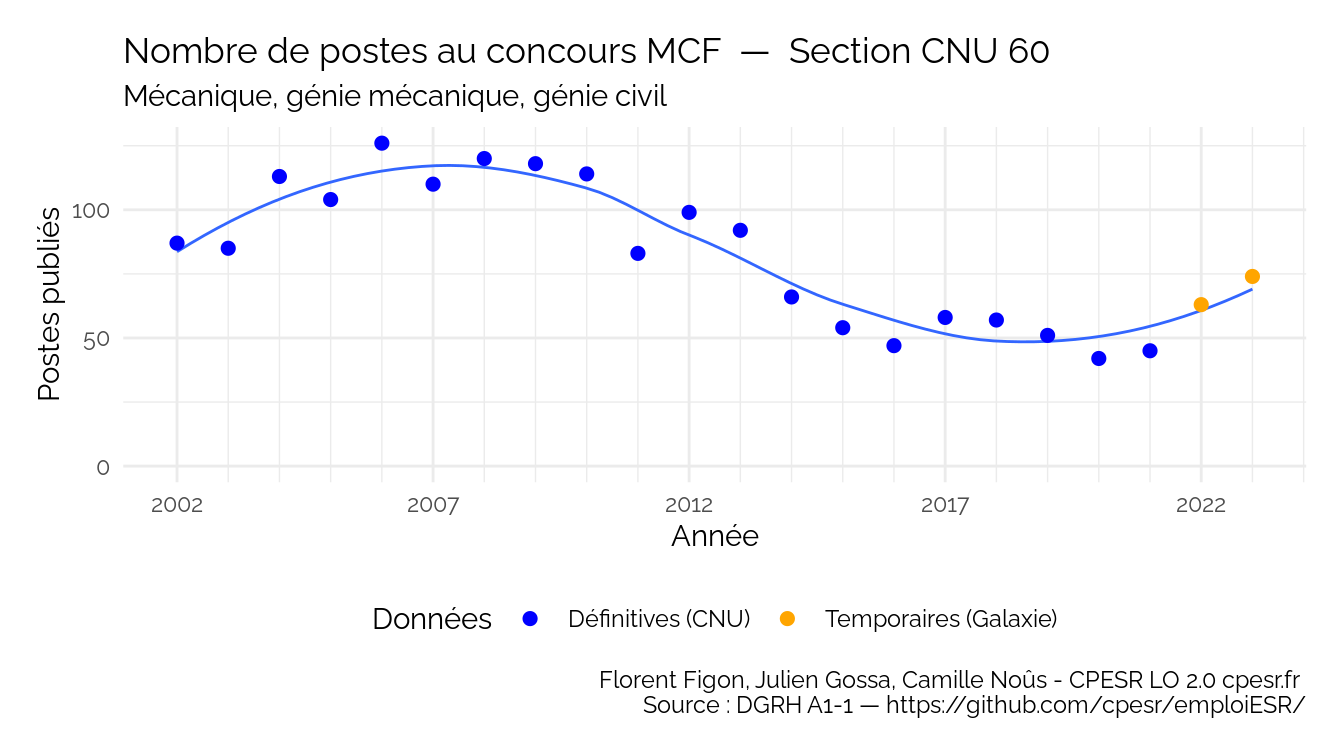 Nombre de postes au concours MCF — Section CNU 60
Mécanique, génie mécanique, génie civil
Postes publiés
100
50
0
2002 2007 2012 2017 2022
Année
Données Définitives (CNU) Temporaires (Galaxie)
Florent Figon, Julien Gossa, Camille Noûs - CPESR LO 2.0 cpesr.fr
Source : DGRH A1-1 — https://github.com/cpesr/emploiESR/